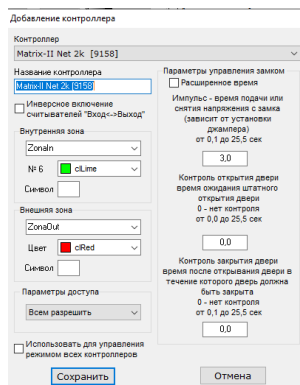 Добавление контроллера
Контроллер
Matrix-II Net 2k [9158]
Название контроллера
Matrix-II Net 2k [9158]
Инверсное включение
считывателей "Вход<->Выход"
Внутренняя зона
ZonaIn
№ 6
clLime
Символ
Внешняя зона
ZonaOut
Цвет
clRed
Символ
Параметры доступа
Всем разрешить
Использовать для управления
режимом всех контроллеров
Параметры управления замком
Расширенное время
Импульс - время подачи или
снятия напряжения с замка
(зависит от установки
джампера)
от 0,1 до 25,5 сек
3,0
Контроль открытия двери
время ожидания штатного
открытия двери
0 - нет контроля
от 0,0 до 25,5 сек
0,0
Контроль закрытия двери
время после открывания двери в
течение которого дверь должна
быть закрыта
0 - нет контроля
от 0,1 до 25,5 сек
0,0
Сохранить
Отмена